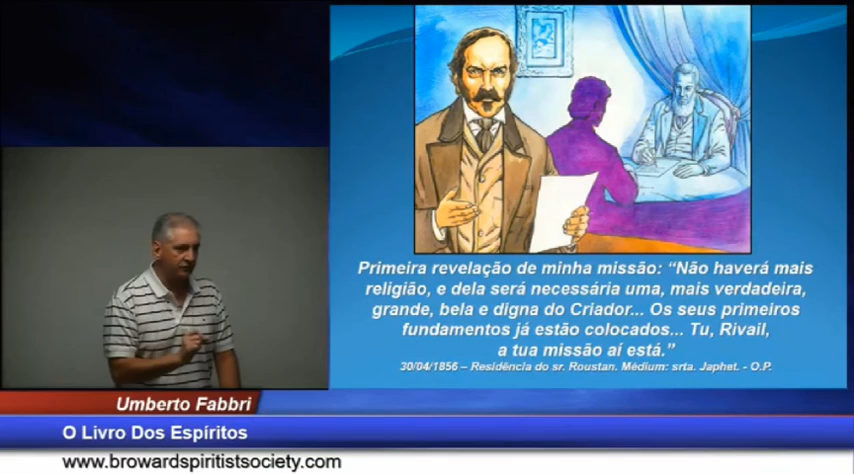 Primeira revelação de minha missão: “Não haverá mais
religião, e dela será necessária uma, mais verdadeira,
grande, bela e digna do Criador... Os seus primeiros
fundamentos já estão colocados... Tu, Rivail,
a tua missão aí está.”
30/04/1856 – Residência do sr. Roustan. Médium: srta. Japhet. - O.P.
Umberto Fabbri
O Livro Dos Espíritos
www.browardspiritistsociety.com